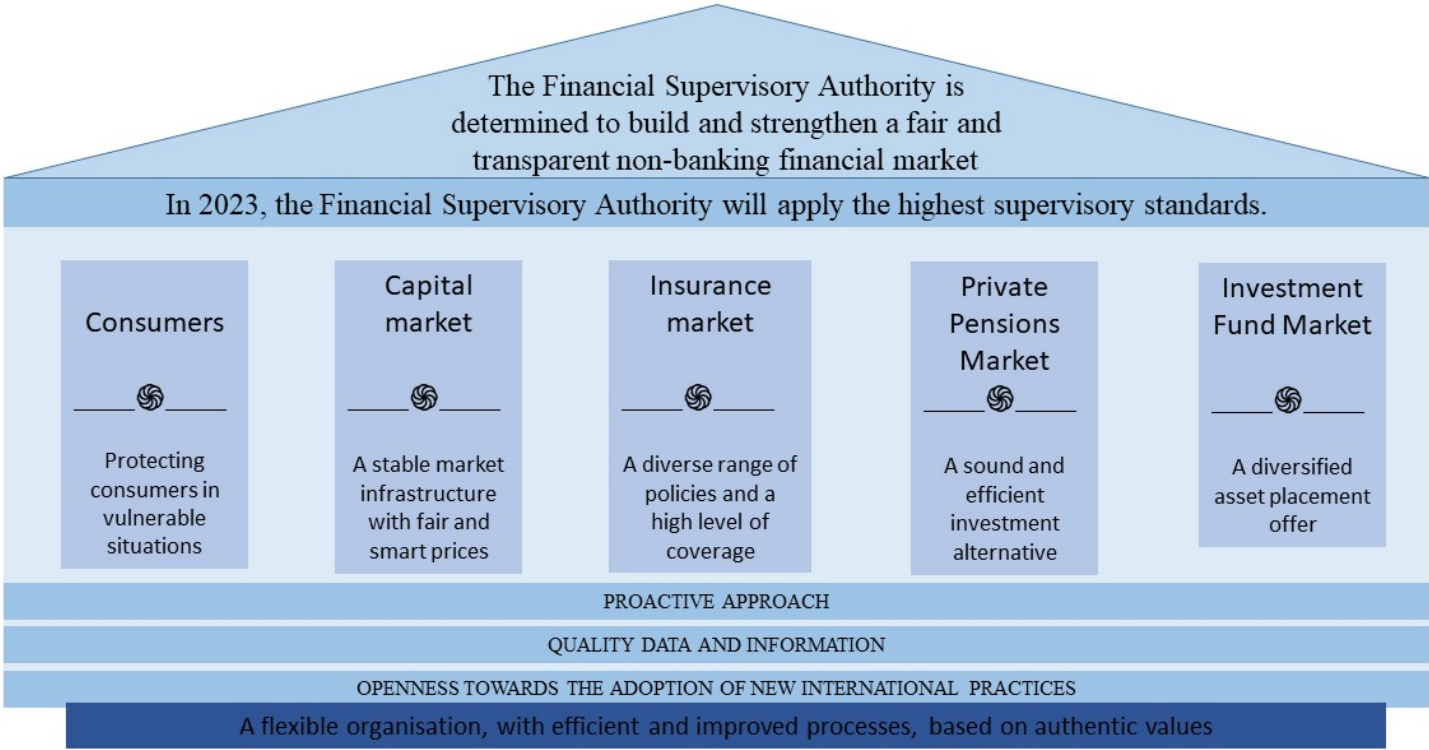 The Financial Supervisory Authority is
determined to build and strengthen a fair and
transparent non-banking financial market
In 2023, the Financial Supervisory Authority will apply the highest supervisory standards.
Consumers
Protecting
consumers in
vulnerable
situations
Capital
market
A stable market
infrastructure
with fair and
smart prices
Insurance
market
A diverse range of
policies and a
high level of
coverage
Private
Pensions
Market
A sound and
efficient
investment
alternative
Investment
Fund Market
A diversified
asset placement
offer
PROACTIVE APPROACH
QUALITY DATA AND INFORMATION
OPENNESS TOWARDS THE ADOPTION OF NEW INTERNATIONAL PRACTICES
A flexible organisation, with efficient and improved processes, based on authentic values